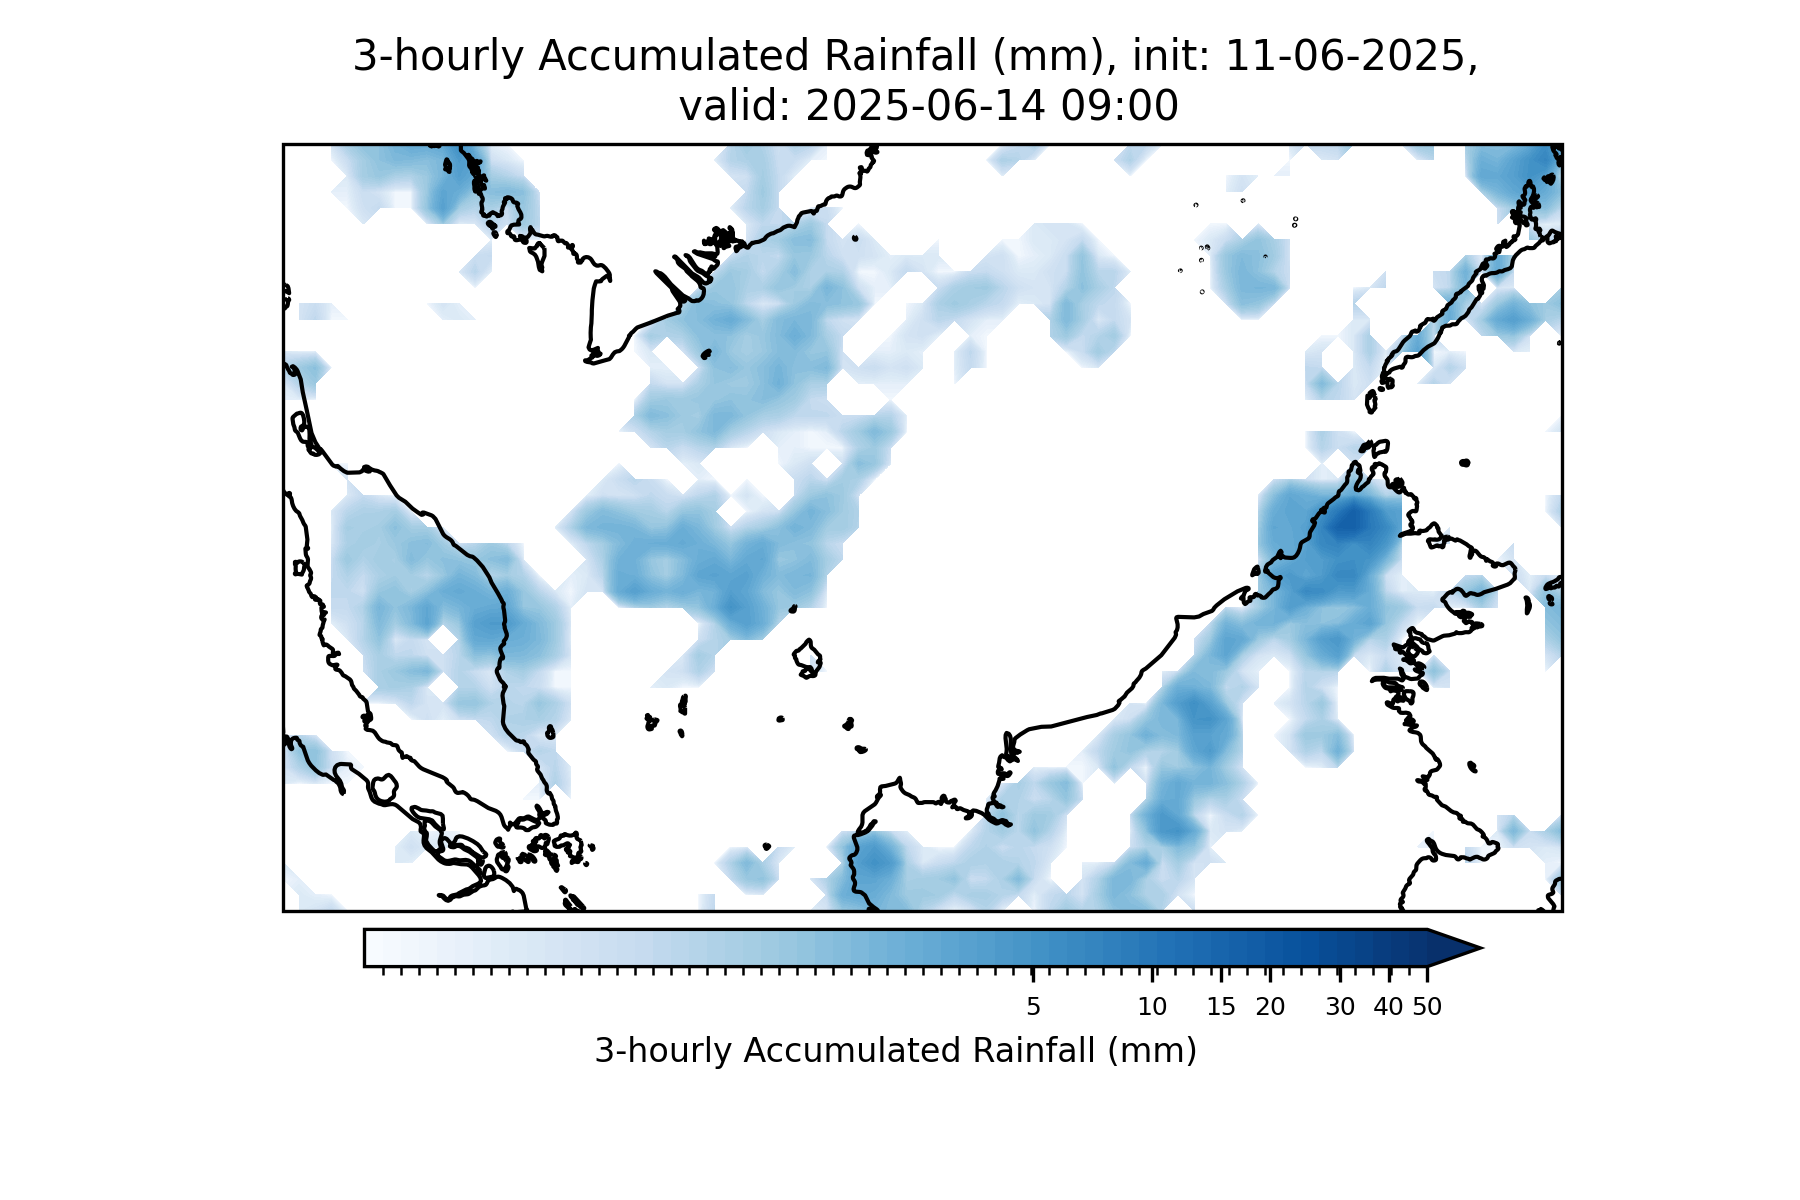 3-hourly Accumulated Rainfall (mm), init: 11-06-2025,
valid: 2025-06-14 09:00
5 10 15 20 30 40 50
3-hourly Accumulated Rainfall (mm)